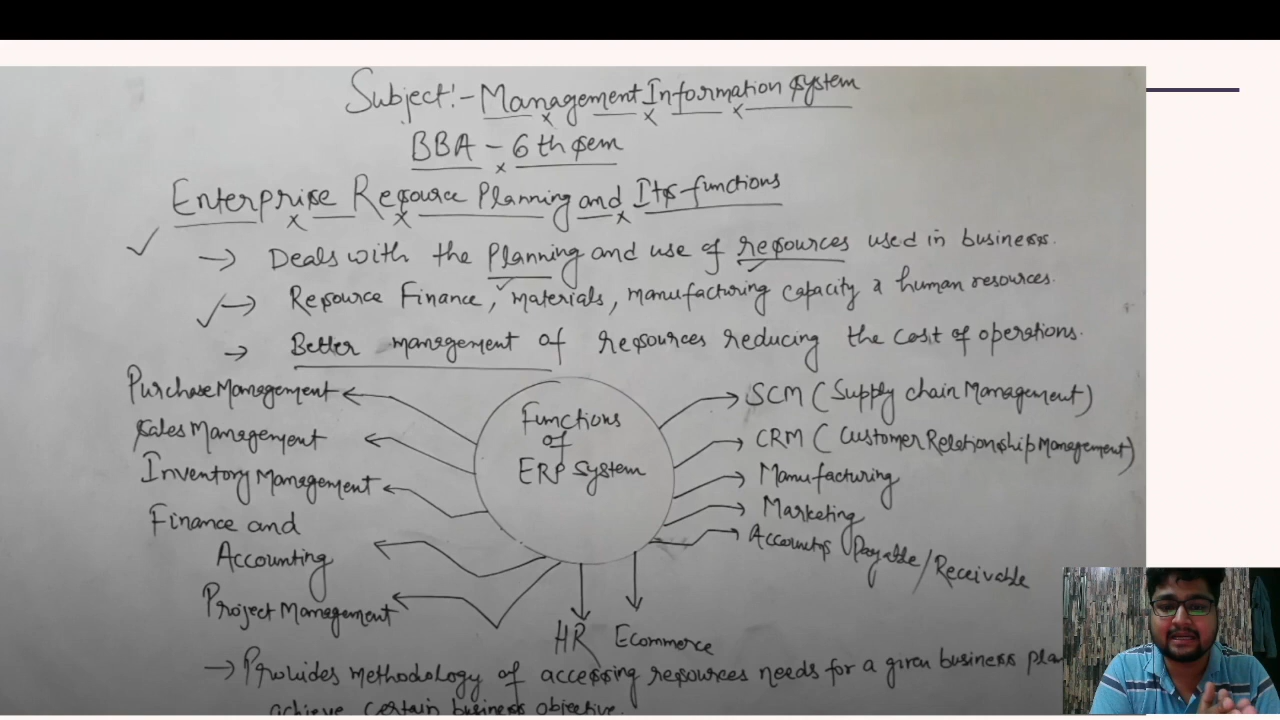 Subject:- Management Information System
BBA - 6th Sem
Enterprise Resource Planning and Its functions
→ Deals with the Planning and use of resources used in business.
→ Resource Finance, materials, manufacturing capacity & human resources.
→ Better management of resources reducing the cost of operations.
Functions
of
ERP System
Purchase Management
Sales Management
Inventory Management
Finance and
Accounting
Project Management
HR
Ecommerce
SCM (Supply chain Management)
CRM (Customer Relationship Management)
Manufacturing
Marketing
Accounts Payable/Receivable
→ Provides methodology of accessing resources needs for a given business pla
achieve certain business objective.